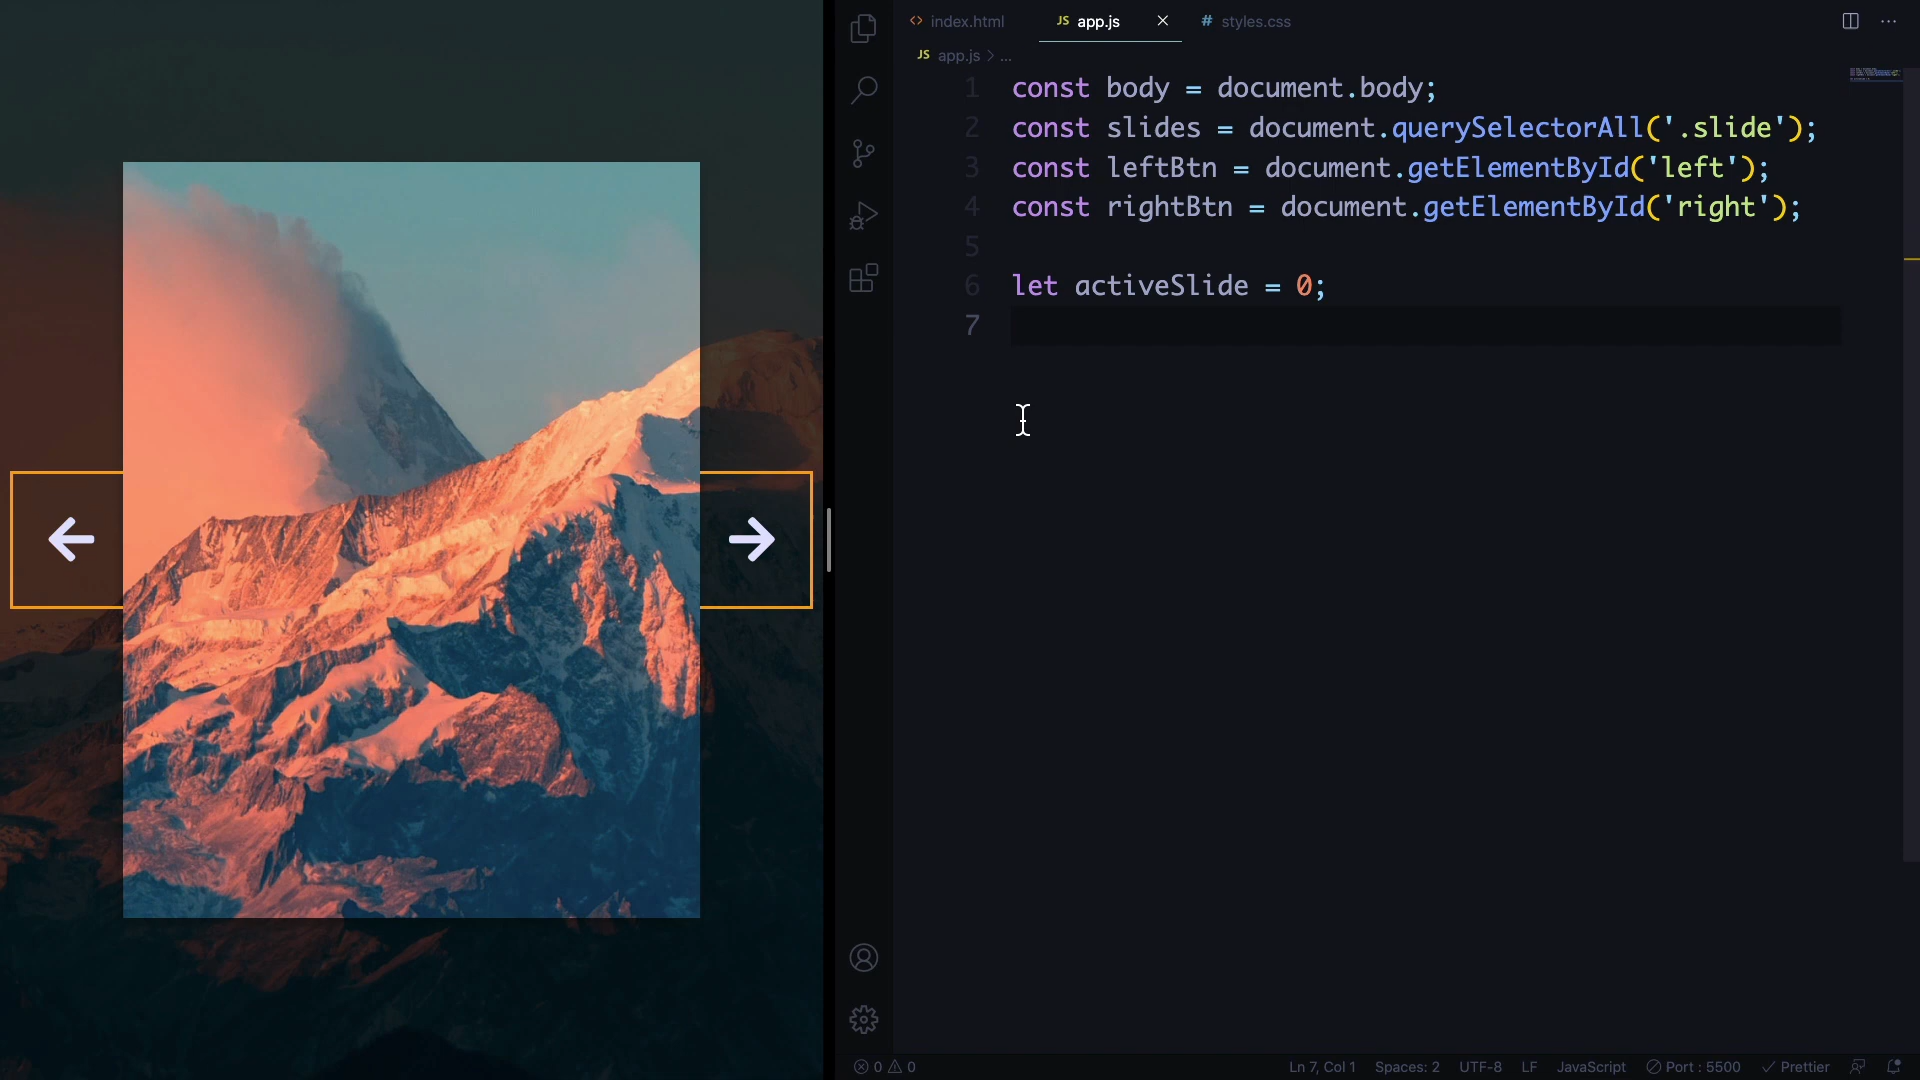 index.html
JS app.js
# styles.css
JS app.js > ...
1 const body = document.body;
2 const slides = document.querySelectorAll('.slide');
3 const leftBtn = document.getElementById('left');
4 const rightBtn = document.getElementById('right');
5
6 let activeSlide = 0;
7
0 0 Ln 7, Col 1 Spaces: 2 UTF-8 LF JavaScript Port : 5500 Prettier